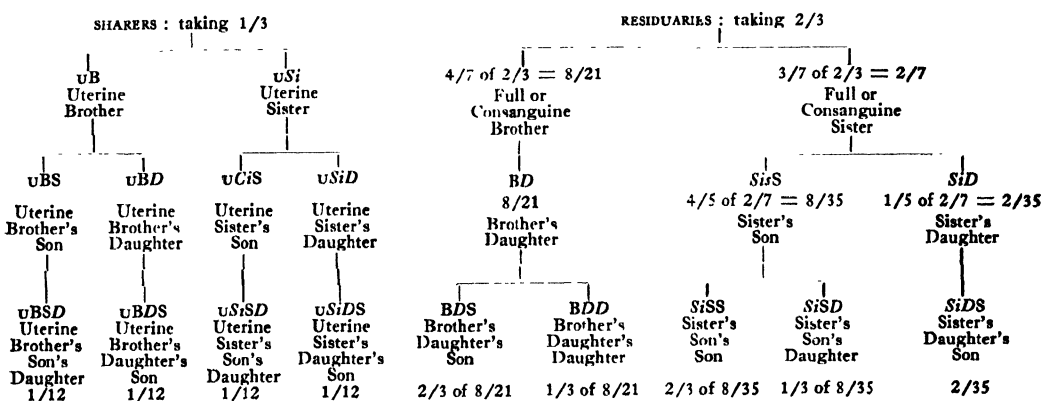 SHARERS : taking 1/3
RESIDUARIES : taking 2/3
uB
Uterine
Brother
uSi
Uterine
Sister
4/7 of 2/3 = 8/21
Full or
Consanguine
Brother
3/7 of 2/3 = 2/7
Full or
Consanguine
Sister
uBS
Uterine
Brother's
Son
uBD
Uterine
Brother's
Daughter
uCiS
Uterine
Sister's
Son
uSiD
Uterine
Sister's
Daughter
BD
8/21
Brother's
Daughter
SisS
4/5 of 2/7 = 8/35
Sister's
Son
SiD
1/5 of 2/7 = 2/35
Sister's
Daughter
uBSD
Uterine
Brother's
Son's
Daughter
1/12
uBDS
Uterine
Brother's
Daughter's
Son
1/12
uSiSD
Uterine
Sister's
Son's
Daughter
1/12
uSiDS
Uterine
Sister's
Daughter's
Son
1/12
BDS
Brother's
Daughter's
Son
2/3 of 8/21
BDD
Brother's
Daughter's
Daughter
1/3 of 8/21
SiSS
Sister's
Son's
Son
2/3 of 8/35
SiSD
Sister's
Son's
Daughter
1/3 of 8/35
SiDS
Sister's
Daughter's
Son
2/35